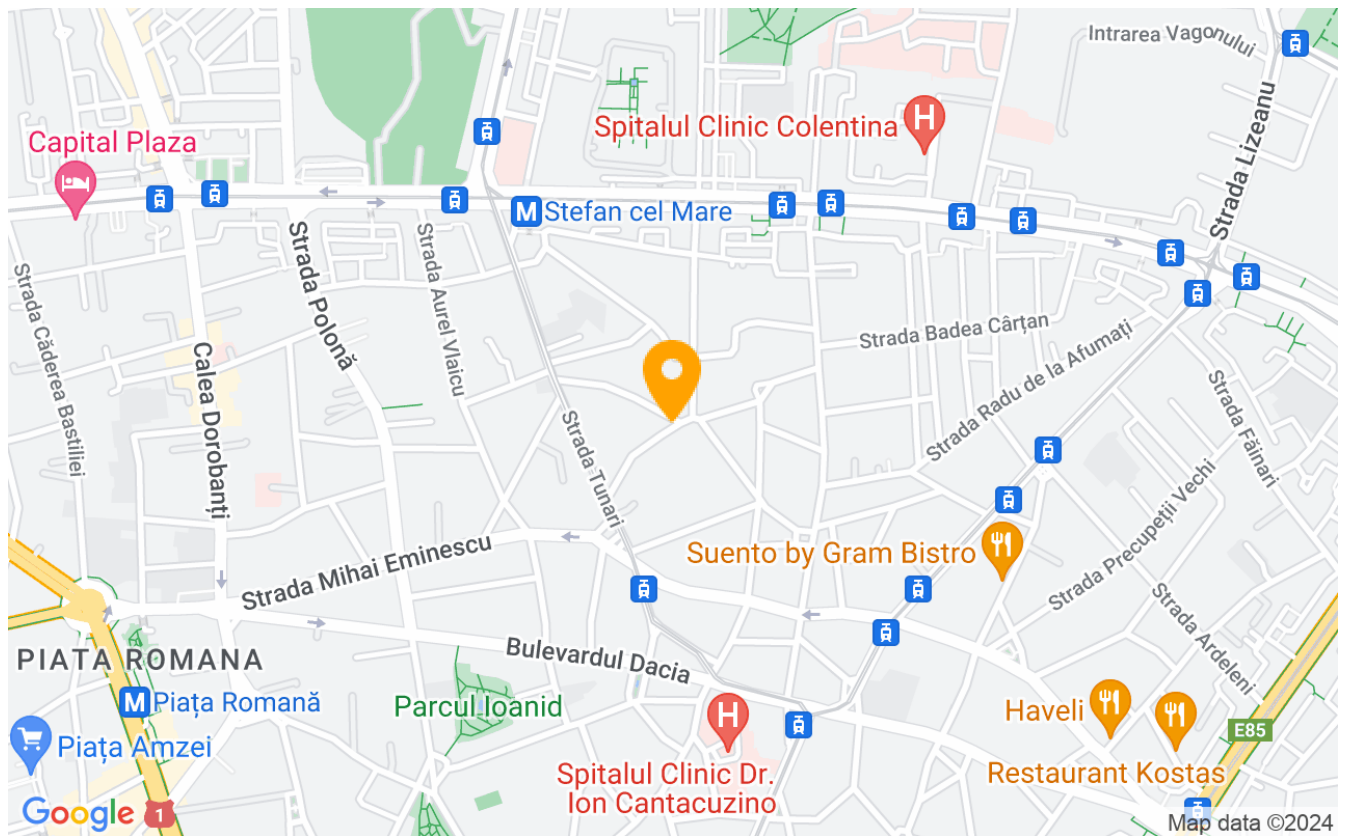 Intrarea Vagonului
Strada Lizeanu
Spitalul Clinic Colentina
H
Capital Plaza
M Stefan cel Mare
Strada Polonă
Strada Aurel Vlaicu
Strada Căderea Bastiliei
Calea Dorobanți
Strada Badea Cârțan
Strada Radu de la Afumați
Strada Făinari
Strada Tunari
Strada Precupeții Vechi
Strada Mihai Eminescu
Suento by Gram Bistro
Strada Ardeleni
PIATA ROMANA
Bulevardul Dacia
M Piața Romană
Parcul Ioanid
H
Haveli
E85
Piața Amzei
Spitalul Clinic Dr.
Ion Cantacuzino
Restaurant Kostas
Google
1
Map data ©2024